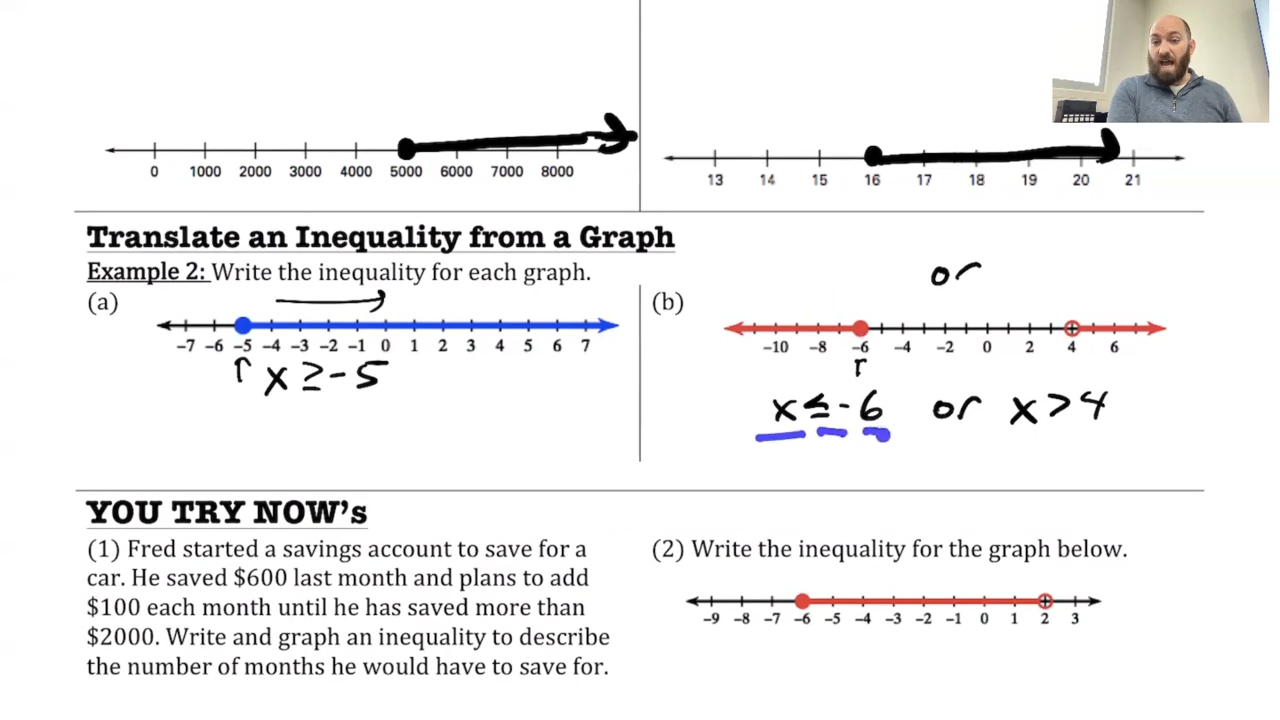 0 1000 2000 3000 4000 5000 6000 7000 8000
13 14 15 16 17 18 19 20 21
Translate an Inequality from a Graph
Example 2: Write the inequality for each graph.
(a)
-7 -6 -5 -4 -3 -2 -1 0 1 2 3 4 5 6 7
x ≥ -5
or
(b)
-10 -8 -6 -4 -2 0 2 4 6
x ≤ -6 or x > 4
YOU TRY NOW's
(1) Fred started a savings account to save for a
car. He saved $600 last month and plans to add
$100 each month until he has saved more than
$2000. Write and graph an inequality to describe
the number of months he would have to save for.
(2) Write the inequality for the graph below.
-9 -8 -7 -6 -5 -4 -3 -2 -1 0 1 2 3